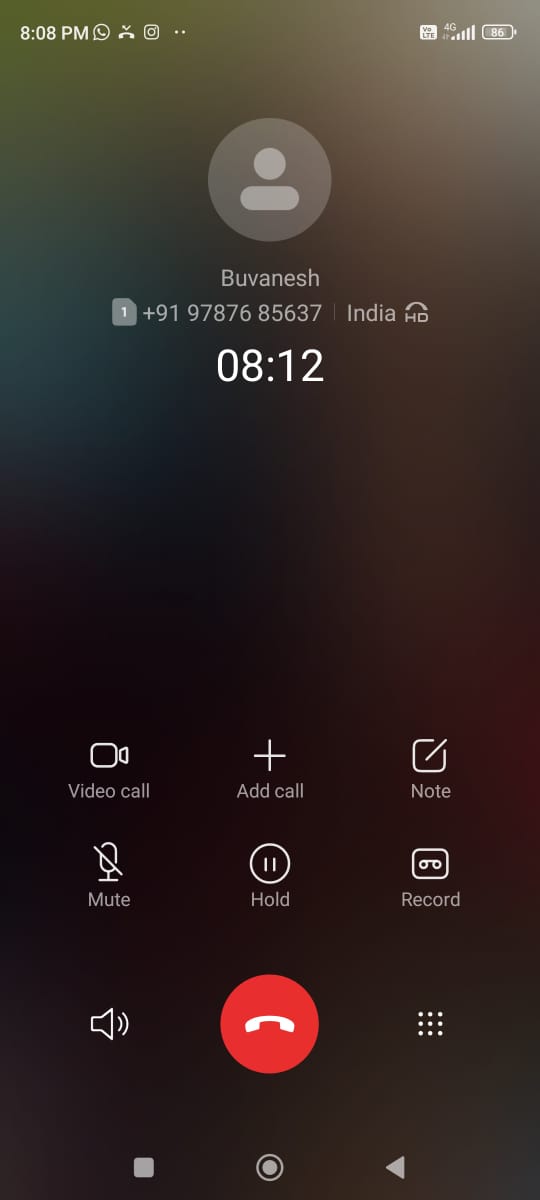 8:08 PM
Vo LTE 4G 86
Buvanesh
1 +91 97876 85637 India HD
08:12
Video call Add call Note
Mute Hold Record